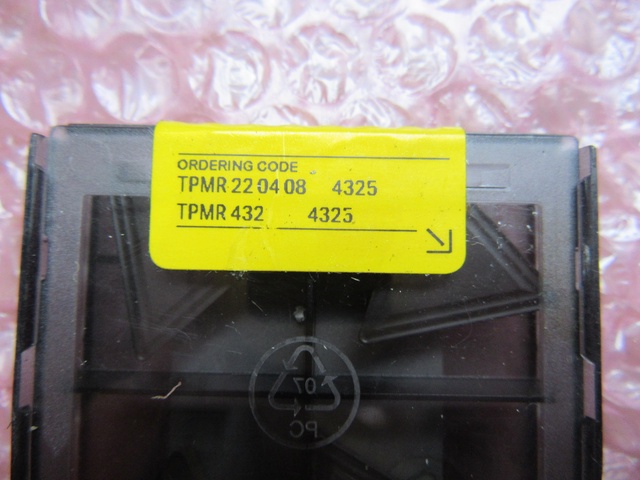 ORDERING CODE
TPMR 22 04 08 4325
TPMR 432 4325
07
PC